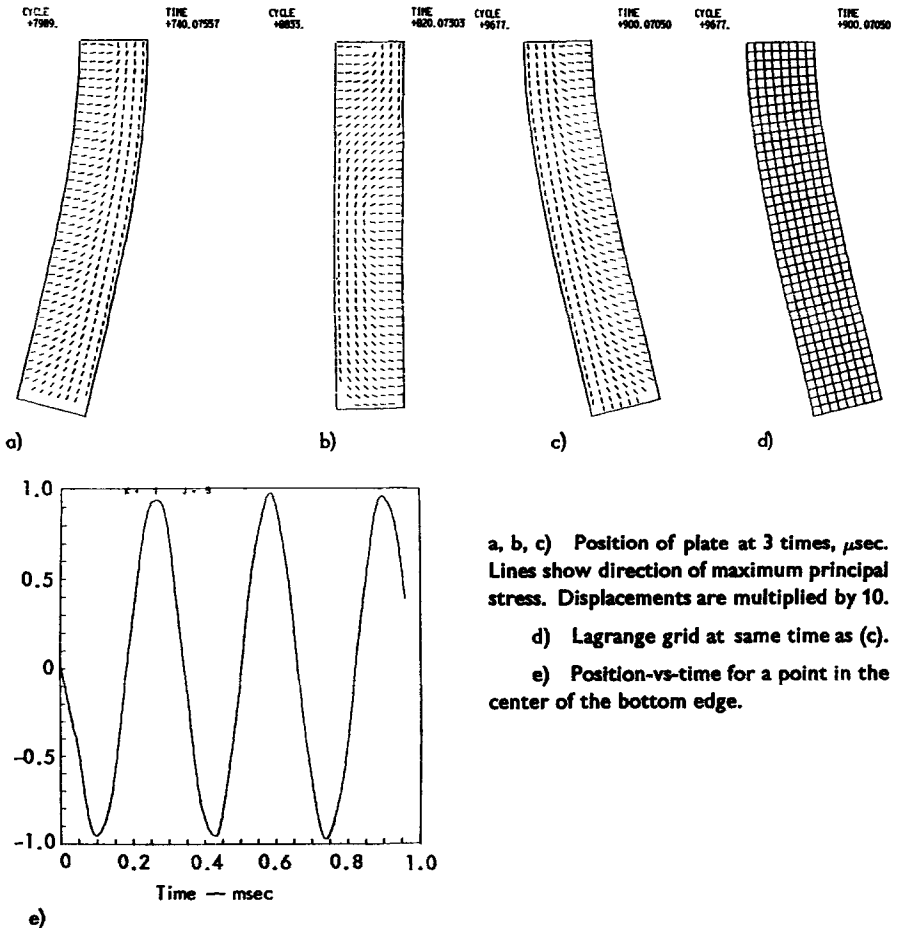 CYCLE TIME
+7989. +740.07557
CYCLE TIME
+8833. +820.07303
CYCLE TIME
+9677. +900.07050
CYCLE TIME
+9677. +900.07050
a) b) c) d)
1.0
0.5
0
-0.5
-1.0
0 0.2 0.4 0.6 0.8 1.0
Time — msec
e)
a, b, c) Position of plate at 3 times, μsec.
Lines show direction of maximum principal
stress. Displacements are multiplied by 10.
d) Lagrange grid at same time as (c).
e) Position-vs-time for a point in the
center of the bottom edge.